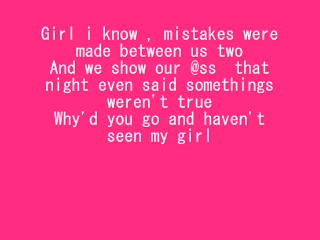 Girl i know , mistakes were
made between us two
And we show our @ss  that
night even said somethings
weren't true
Why'd you go and haven't
seen my girl